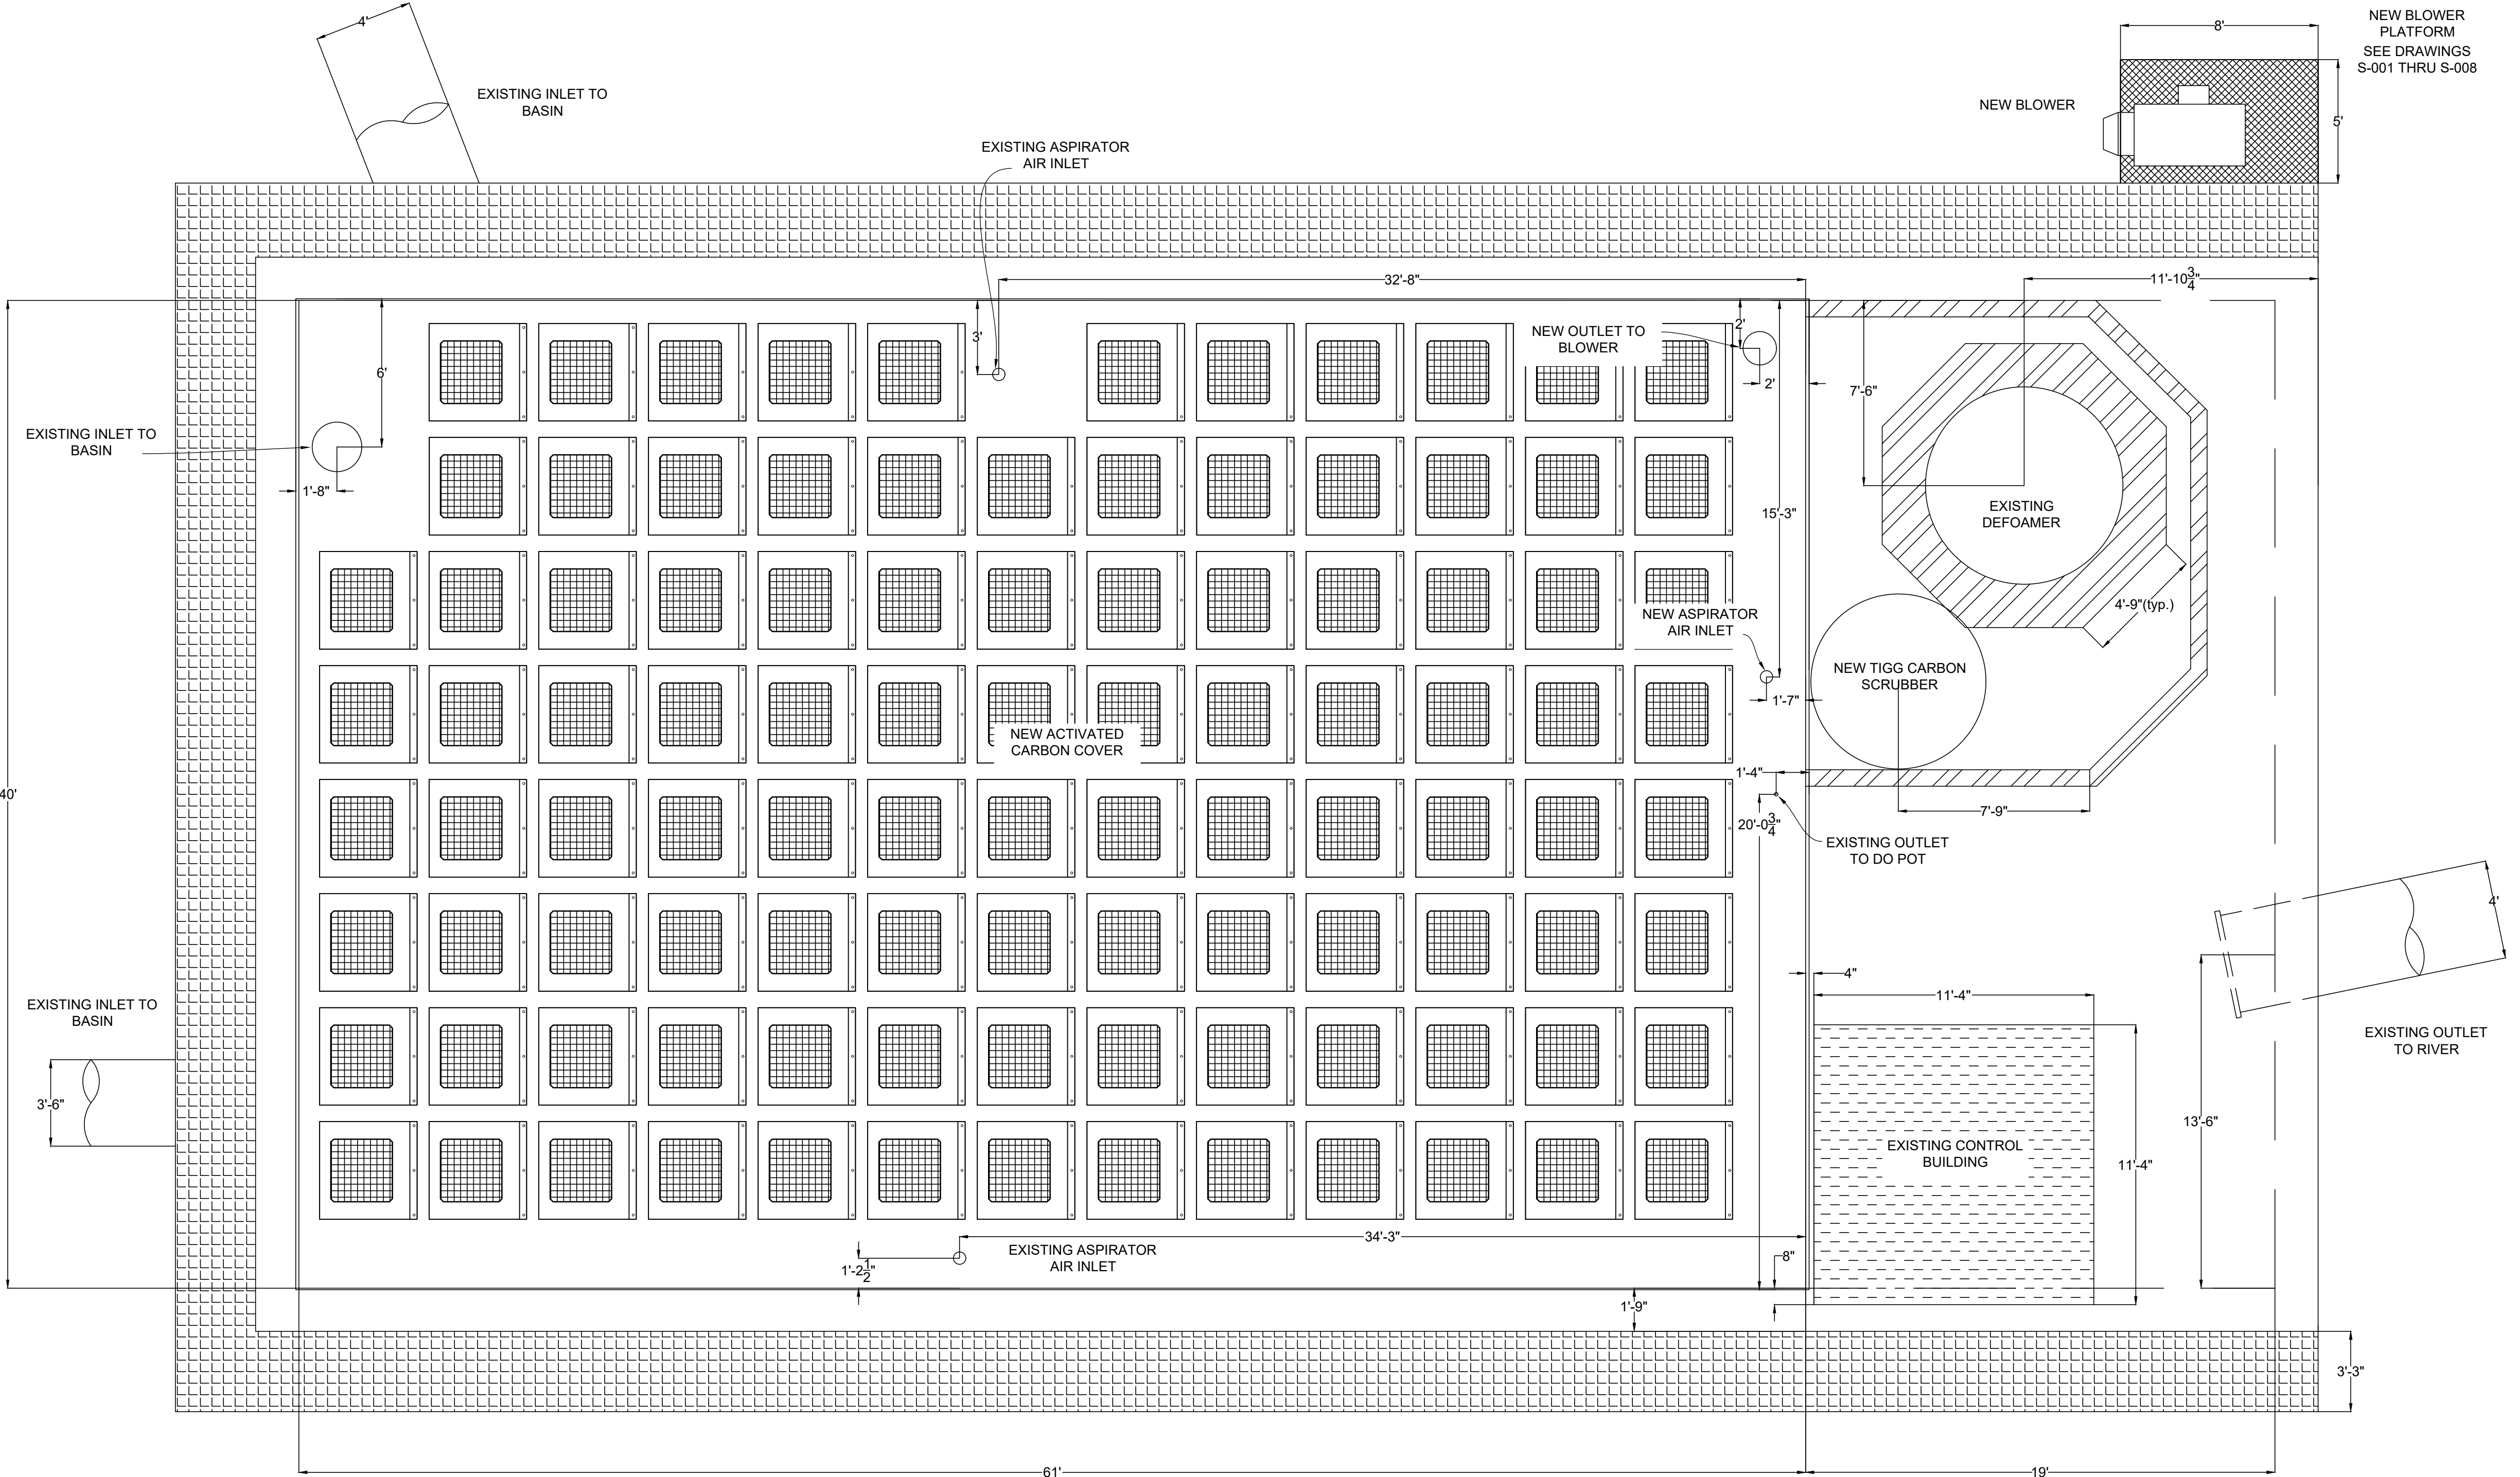 4'
8'
NEW BLOWER
PLATFORM
SEE DRAWINGS
S-001 THRU S-008
EXISTING INLET TO
BASIN
NEW BLOWER
5'
EXISTING ASPIRATOR
AIR INLET
32'-8"
11'-10 3/4"
3'
2'
NEW OUTLET TO
BLOWER
6'
2'
7'-6"
EXISTING INLET TO
BASIN
1'-8"
15'-3"
EXISTING
DEFOAMER
4'-9"(typ.)
NEW ASPIRATOR
AIR INLET
NEW TIGG CARBON
SCRUBBER
1'-7"
NEW ACTIVATED
CARBON COVER
1'-4"
40'
7'-9"
20'-0 3/4"
EXISTING OUTLET
TO DO POT
4'
4"
11'-4"
EXISTING INLET TO
BASIN
EXISTING OUTLET
TO RIVER
3'-6"
13'-6"
EXISTING CONTROL
BUILDING
11'-4"
34'-3"
EXISTING ASPIRATOR
AIR INLET
8"
1'-2 1/2"
1'-9"
3'-3"
61'
19'